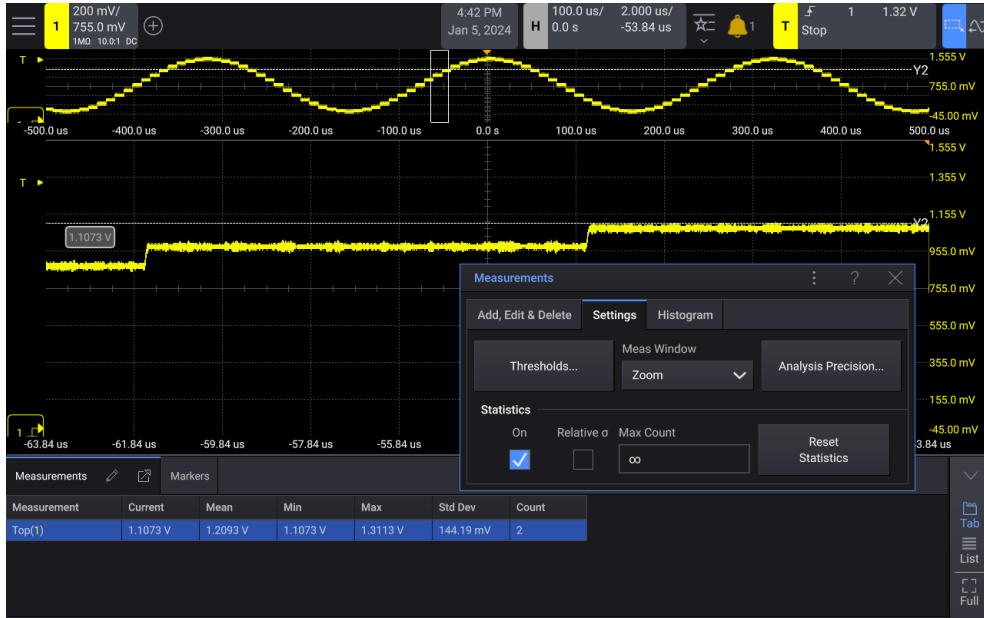 1 200 mV/ 755.0 mV 1MΩ 10.0:1 DC
4:42 PM
Jan 5, 2024
H 100.0 us/ 0.0 s 2.000 us/ -53.84 us
1
T 1 1.32 V
Stop
T 1.555 V
Y2
755.0 mV
1 -45.00 mV
-500.0 us -400.0 us -300.0 us -200.0 us -100.0 us 0.0 s 100.0 us 200.0 us 300.0 us 400.0 us 500.0 us
1.555 V
T 1.355 V
1.155 V
Y2
1.1073 V
955.0 mV
755.0 mV
555.0 mV
355.0 mV
155.0 mV
1 -45.00 mV
-63.84 us -61.84 us -59.84 us -57.84 us -55.84 us 3.84 us
Measurements ?
Add, Edit & Delete Settings Histogram
Thresholds...
Meas Window
Zoom
Analysis Precision...
Statistics
On Relative σ Max Count
∞
Reset
Statistics
Measurements Markers
Measurement Current Mean Min Max Std Dev Count
Top(1) 1.1073 V 1.2093 V 1.1073 V 1.3113 V 144.19 mV 2
Tab
List
Full